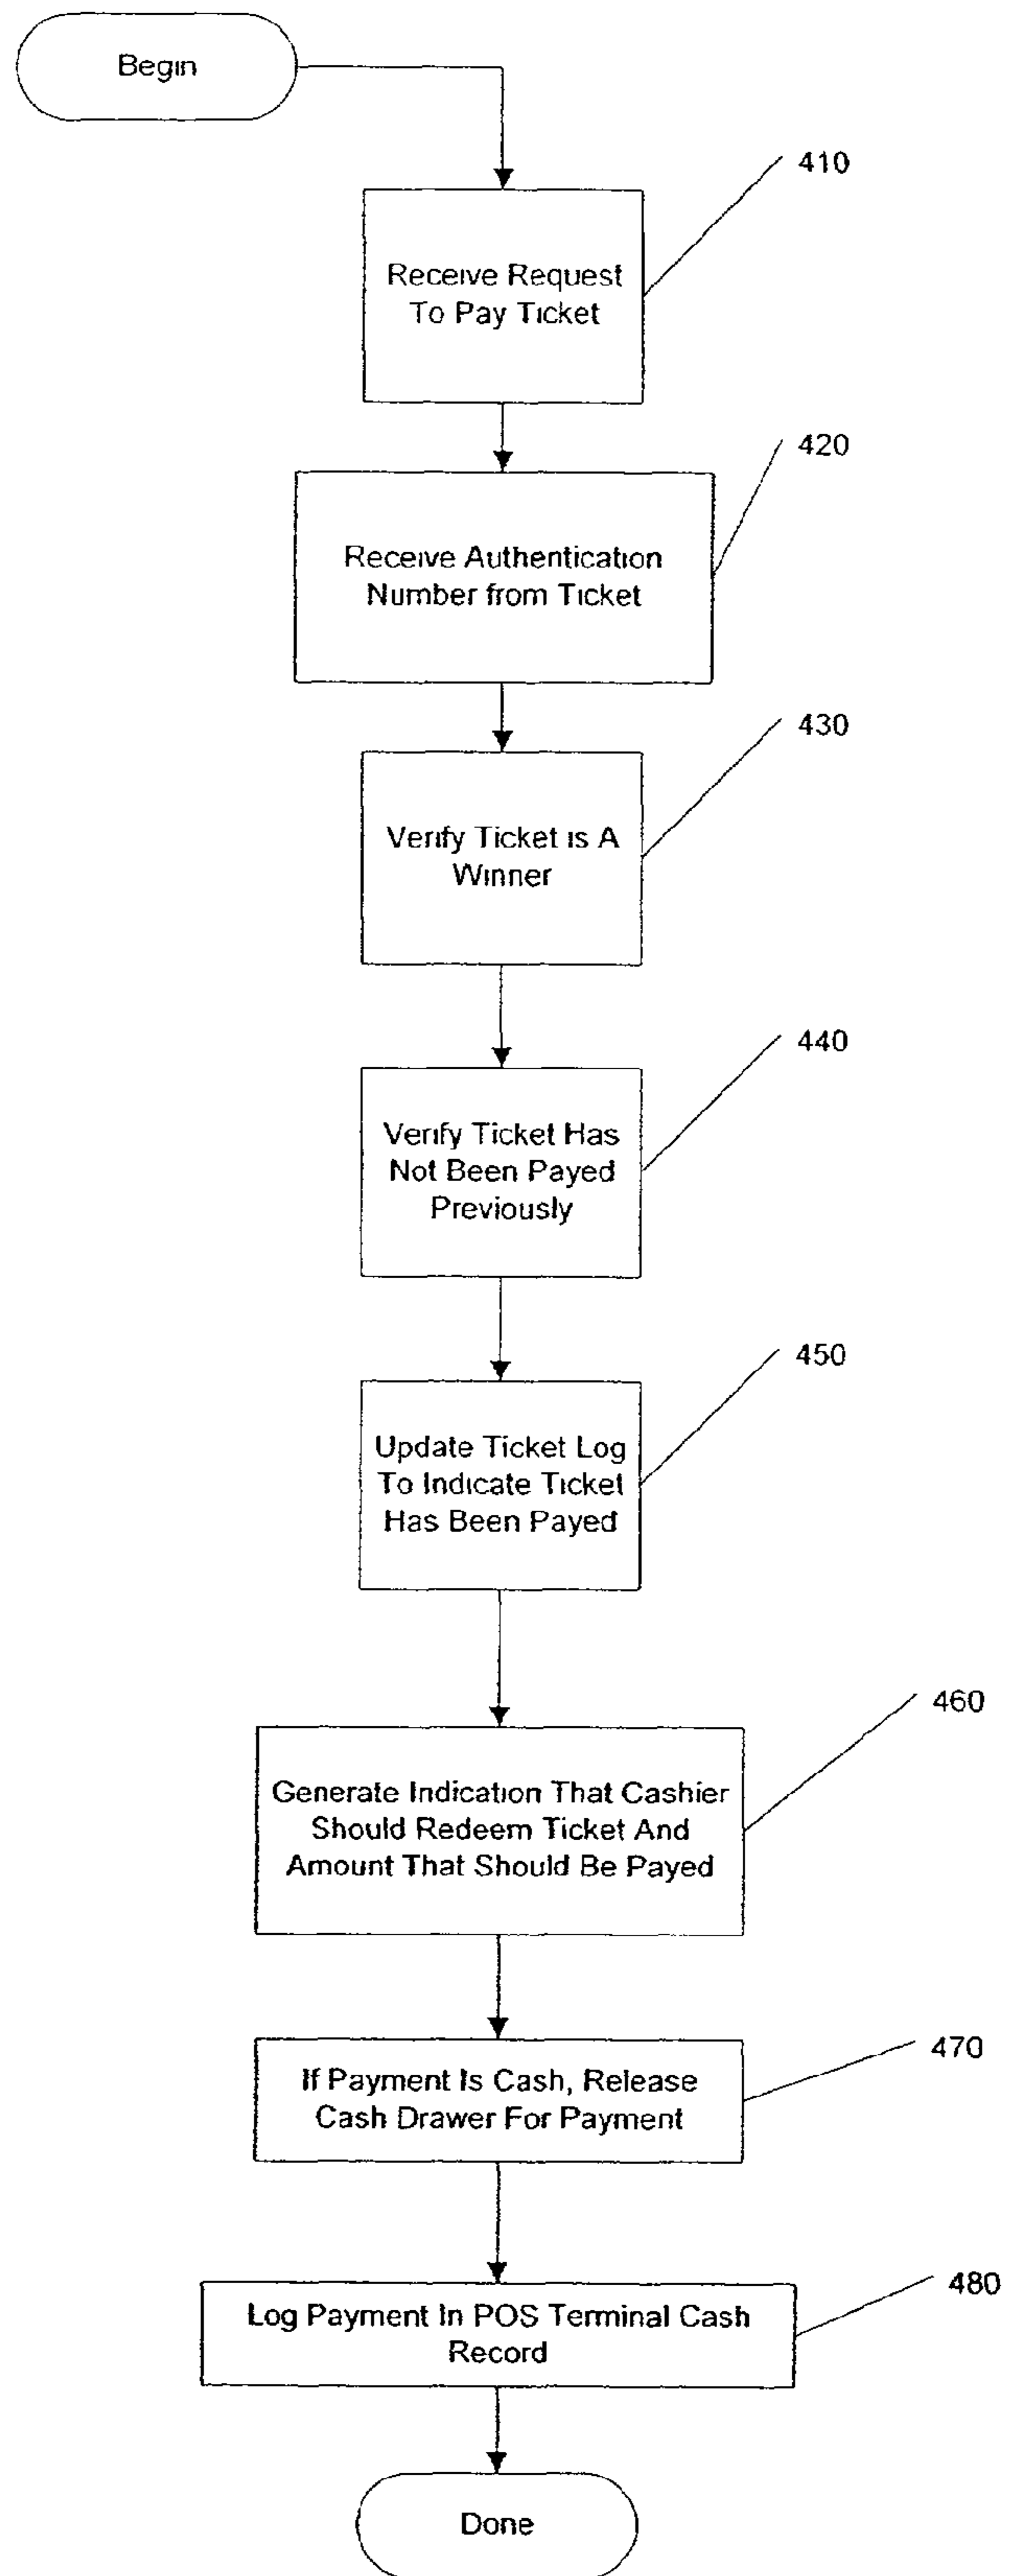 Begin
410
Receive Request
To Pay Ticket
420
Receive Authentication
Number from Ticket
430
Verify Ticket is A
Winner
440
Verify Ticket Has
Not Been Payed
Previously
450
Update Ticket Log
To Indicate Ticket
Has Been Payed
460
Generate Indication That Cashier
Should Redeem Ticket And
Amount That Should Be Payed
470
If Payment Is Cash, Release
Cash Drawer For Payment
480
Log Payment In POS Terminal Cash
Record
Done